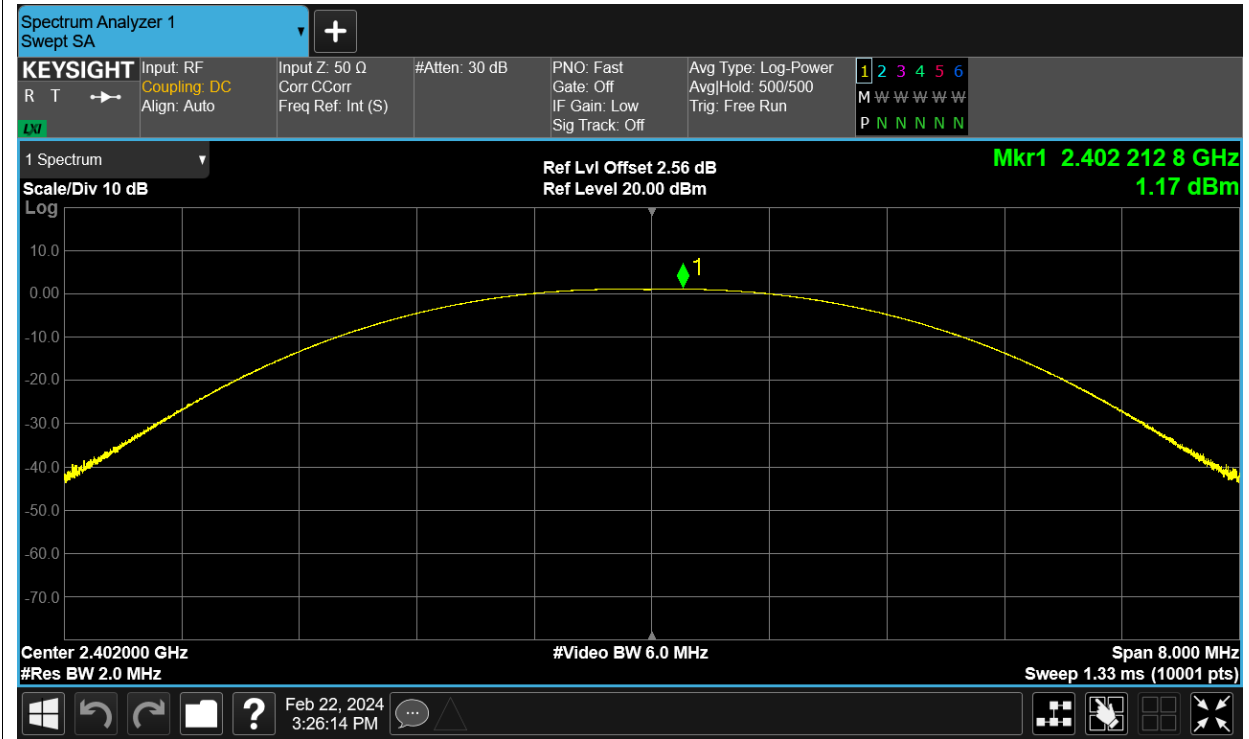 Spectrum Analyzer 1
Swept SA
+
KEYSIGHT
R T
LXI
Input: RF
Coupling: DC
Align: Auto
Input Z: 50 Ω
Corr CCorr
Freq Ref: Int (S)
#Atten: 30 dB
PNO: Fast
Gate: Off
IF Gain: Low
Sig Track: Off
Avg Type: Log-Power
Avg|Hold: 500/500
Trig: Free Run
1 2 3 4 5 6
M W W W W W
P N N N N N
1 Spectrum
Scale/Div 10 dB
Ref Lvl Offset 2.56 dB
Ref Level 20.00 dBm
Mkr1 2.402 212 8 GHz
1.17 dBm
Log
10.0
0.00
-10.0
-20.0
-30.0
-40.0
-50.0
-60.0
-70.0
1
Center 2.402000 GHz
#Res BW 2.0 MHz
#Video BW 6.0 MHz
Span 8.000 MHz
Sweep 1.33 ms (10001 pts)
?
Feb 22, 2024
3:26:14 PM